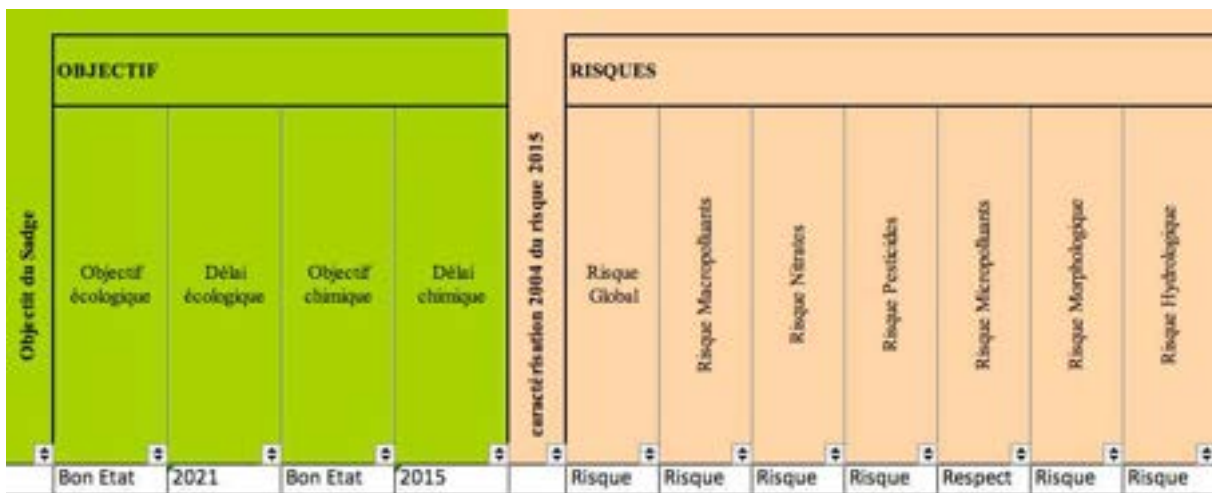 Objectif du Sadge
OBJECTIF
Objectif
écologique
Délai
écologique
Objectif
chimique
Délai
chimique
caractérisation 2004 du risque 2015
RISQUES
Risque
Global
Risque Macropolluants
Risque Nitrates
Risque Pesticides
Risque Micropolluants
Risque Morphologique
Risque Hydrologique
Bon Etat 2021 Bon Etat 2015 Risque Risque Risque Risque Respect Risque Risque